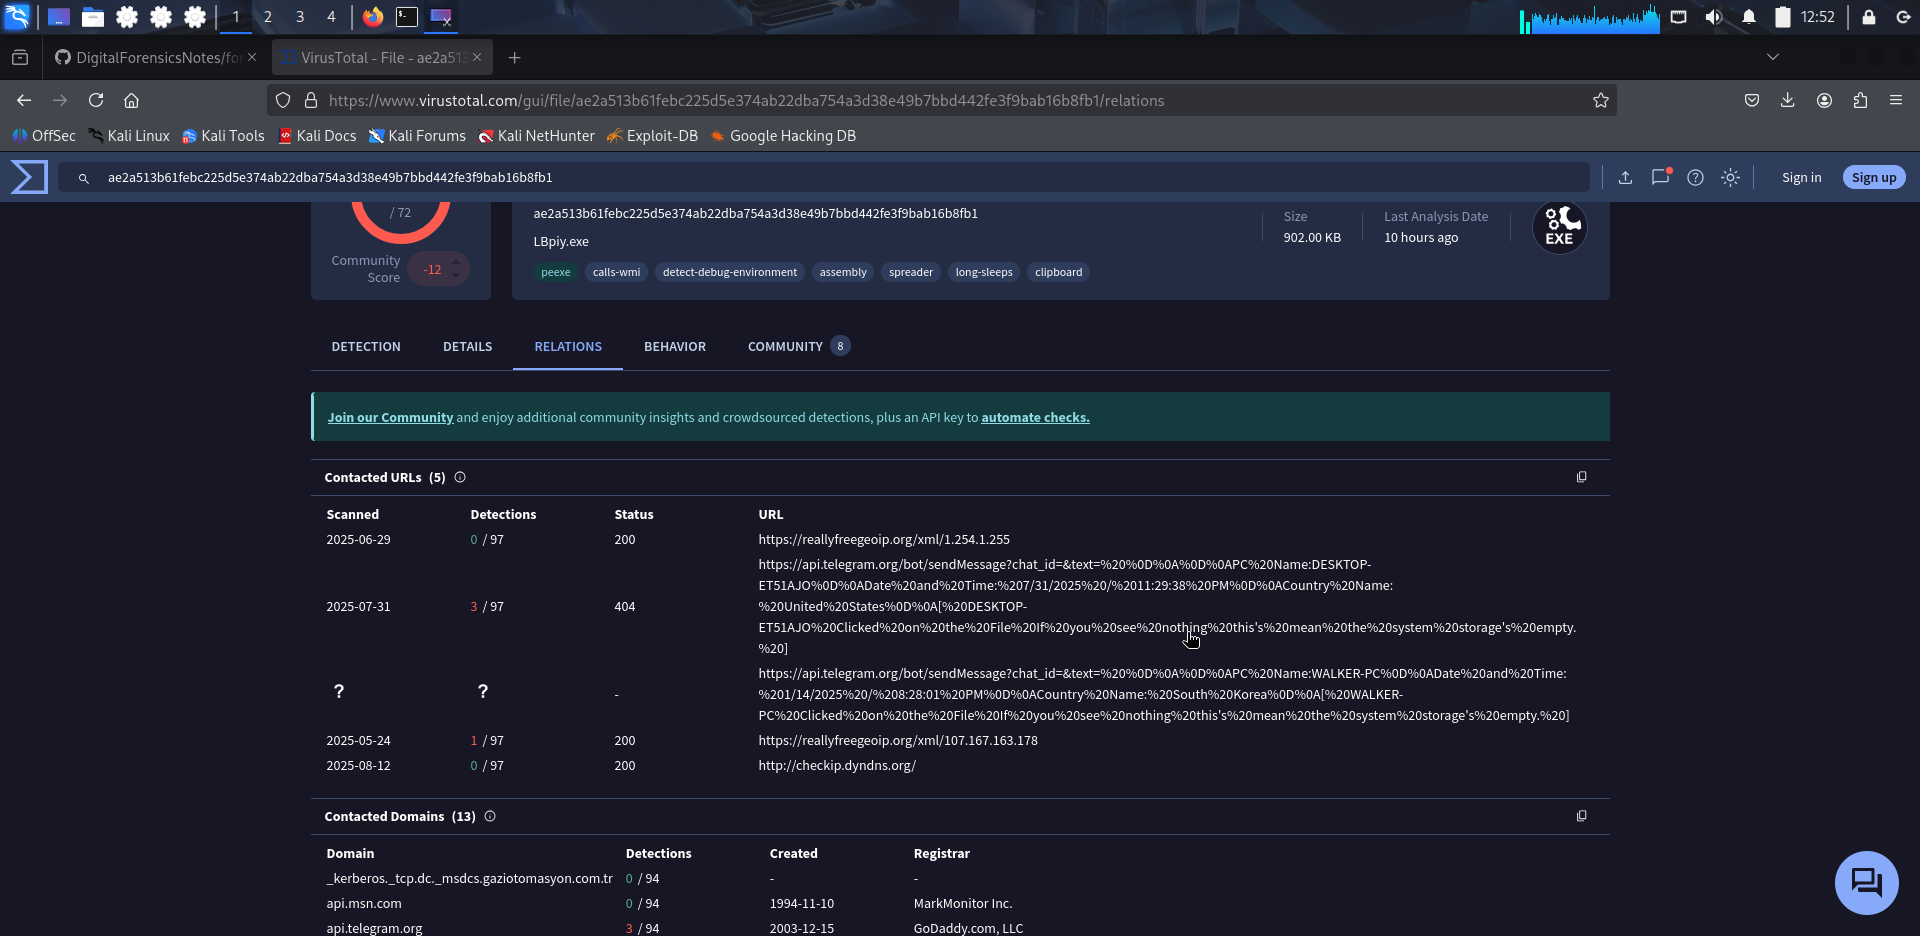 1 2 3 4 12:52
DigitalForensicsNotes/for VirusTotal - File - ae2a513
https://www.virustotal.com/gui/file/ae2a513b61febc225d5e374ab22dba754a3d38e49b7bbd442fe3f9bab16b8fb1/relations
OffSec Kali Linux Kali Tools Kali Docs Kali Forums Kali NetHunter Exploit-DB Google Hacking DB
ae2a513b61febc225d5e374ab22dba754a3d38e49b7bbd442fe3f9bab16b8fb1 Sign in Sign up
/ 72
Community
Score
-12
ae2a513b61febc225d5e374ab22dba754a3d38e49b7bbd442fe3f9bab16b8fb1
LBpiy.exe
peexe calls-wmi detect-debug-environment assembly spreader long-sleeps clipboard
Size
902.00 KB
Last Analysis Date
10 hours ago
EXE
DETECTION DETAILS RELATIONS BEHAVIOR COMMUNITY 8
Join our Community and enjoy additional community insights and crowdsourced detections, plus an API key to automate checks.
Contacted URLs (5)
Scanned Detections Status URL
2025-06-29 0 / 97 200 https://reallyfreegeoip.org/xml/1.254.1.255
2025-07-31 3 / 97 404 https://api.telegram.org/bot/sendMessage?chat_id=&text=%20%0D%0A%0D%0APC%20Name:DESKTOP-
ET51AJO%0D%0ADate%20and%20Time:%207/31/2025%20/%2011:29:38%20PM%0D%0ACountry%20Name:
%20United%20States%0D%0A[%20DESKTOP-
ET51AJO%20Clicked%20on%20the%20File%20If%20you%20see%20nothing%20this's%20mean%20the%20system%20storage's%20empty.
%20]
? ? - https://api.telegram.org/bot/sendMessage?chat_id=&text=%20%0D%0A%0D%0APC%20Name:WALKER-PC%0D%0ADate%20and%20Time:
%201/14/2025%20/%208:28:01%20PM%0D%0ACountry%20Name:%20South%20Korea%0D%0A[%20WALKER-
PC%20Clicked%20on%20the%20File%20If%20you%20see%20nothing%20this's%20mean%20the%20system%20storage's%20empty.%20]
2025-05-24 1 / 97 200 https://reallyfreegeoip.org/xml/107.167.163.178
2025-08-12 0 / 97 200 http://checkip.dyndns.org/
Contacted Domains (13)
Domain Detections Created Registrar
_kerberos._tcp.dc._msdcs.gaziotomasyon.com.tr 0 / 94 - -
api.msn.com 0 / 94 1994-11-10 MarkMonitor Inc.
api.telegram.org 3 / 94 2003-12-15 GoDaddy.com, LLC